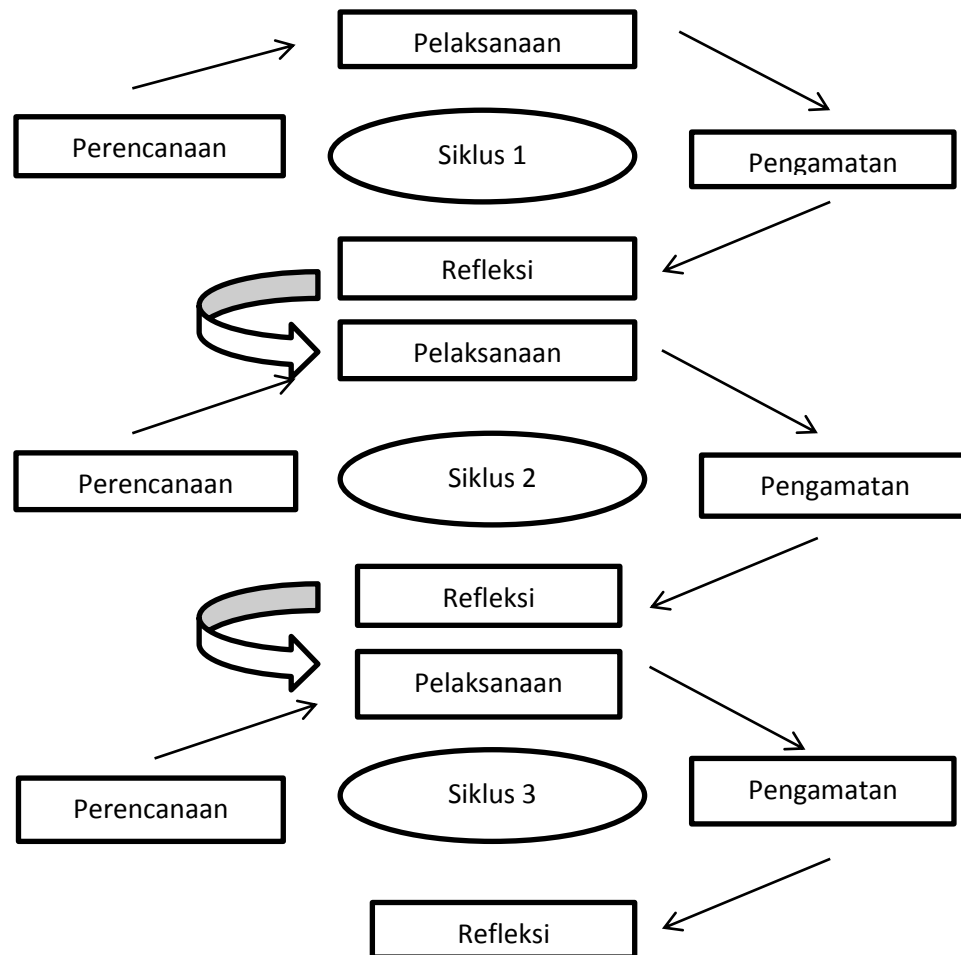 Pelaksanaan
Perencanaan
Siklus 1
Pengamatan
Refleksi
Pelaksanaan
Perencanaan
Siklus 2
Pengamatan
Refleksi
Pelaksanaan
Perencanaan
Siklus 3
Pengamatan
Refleksi